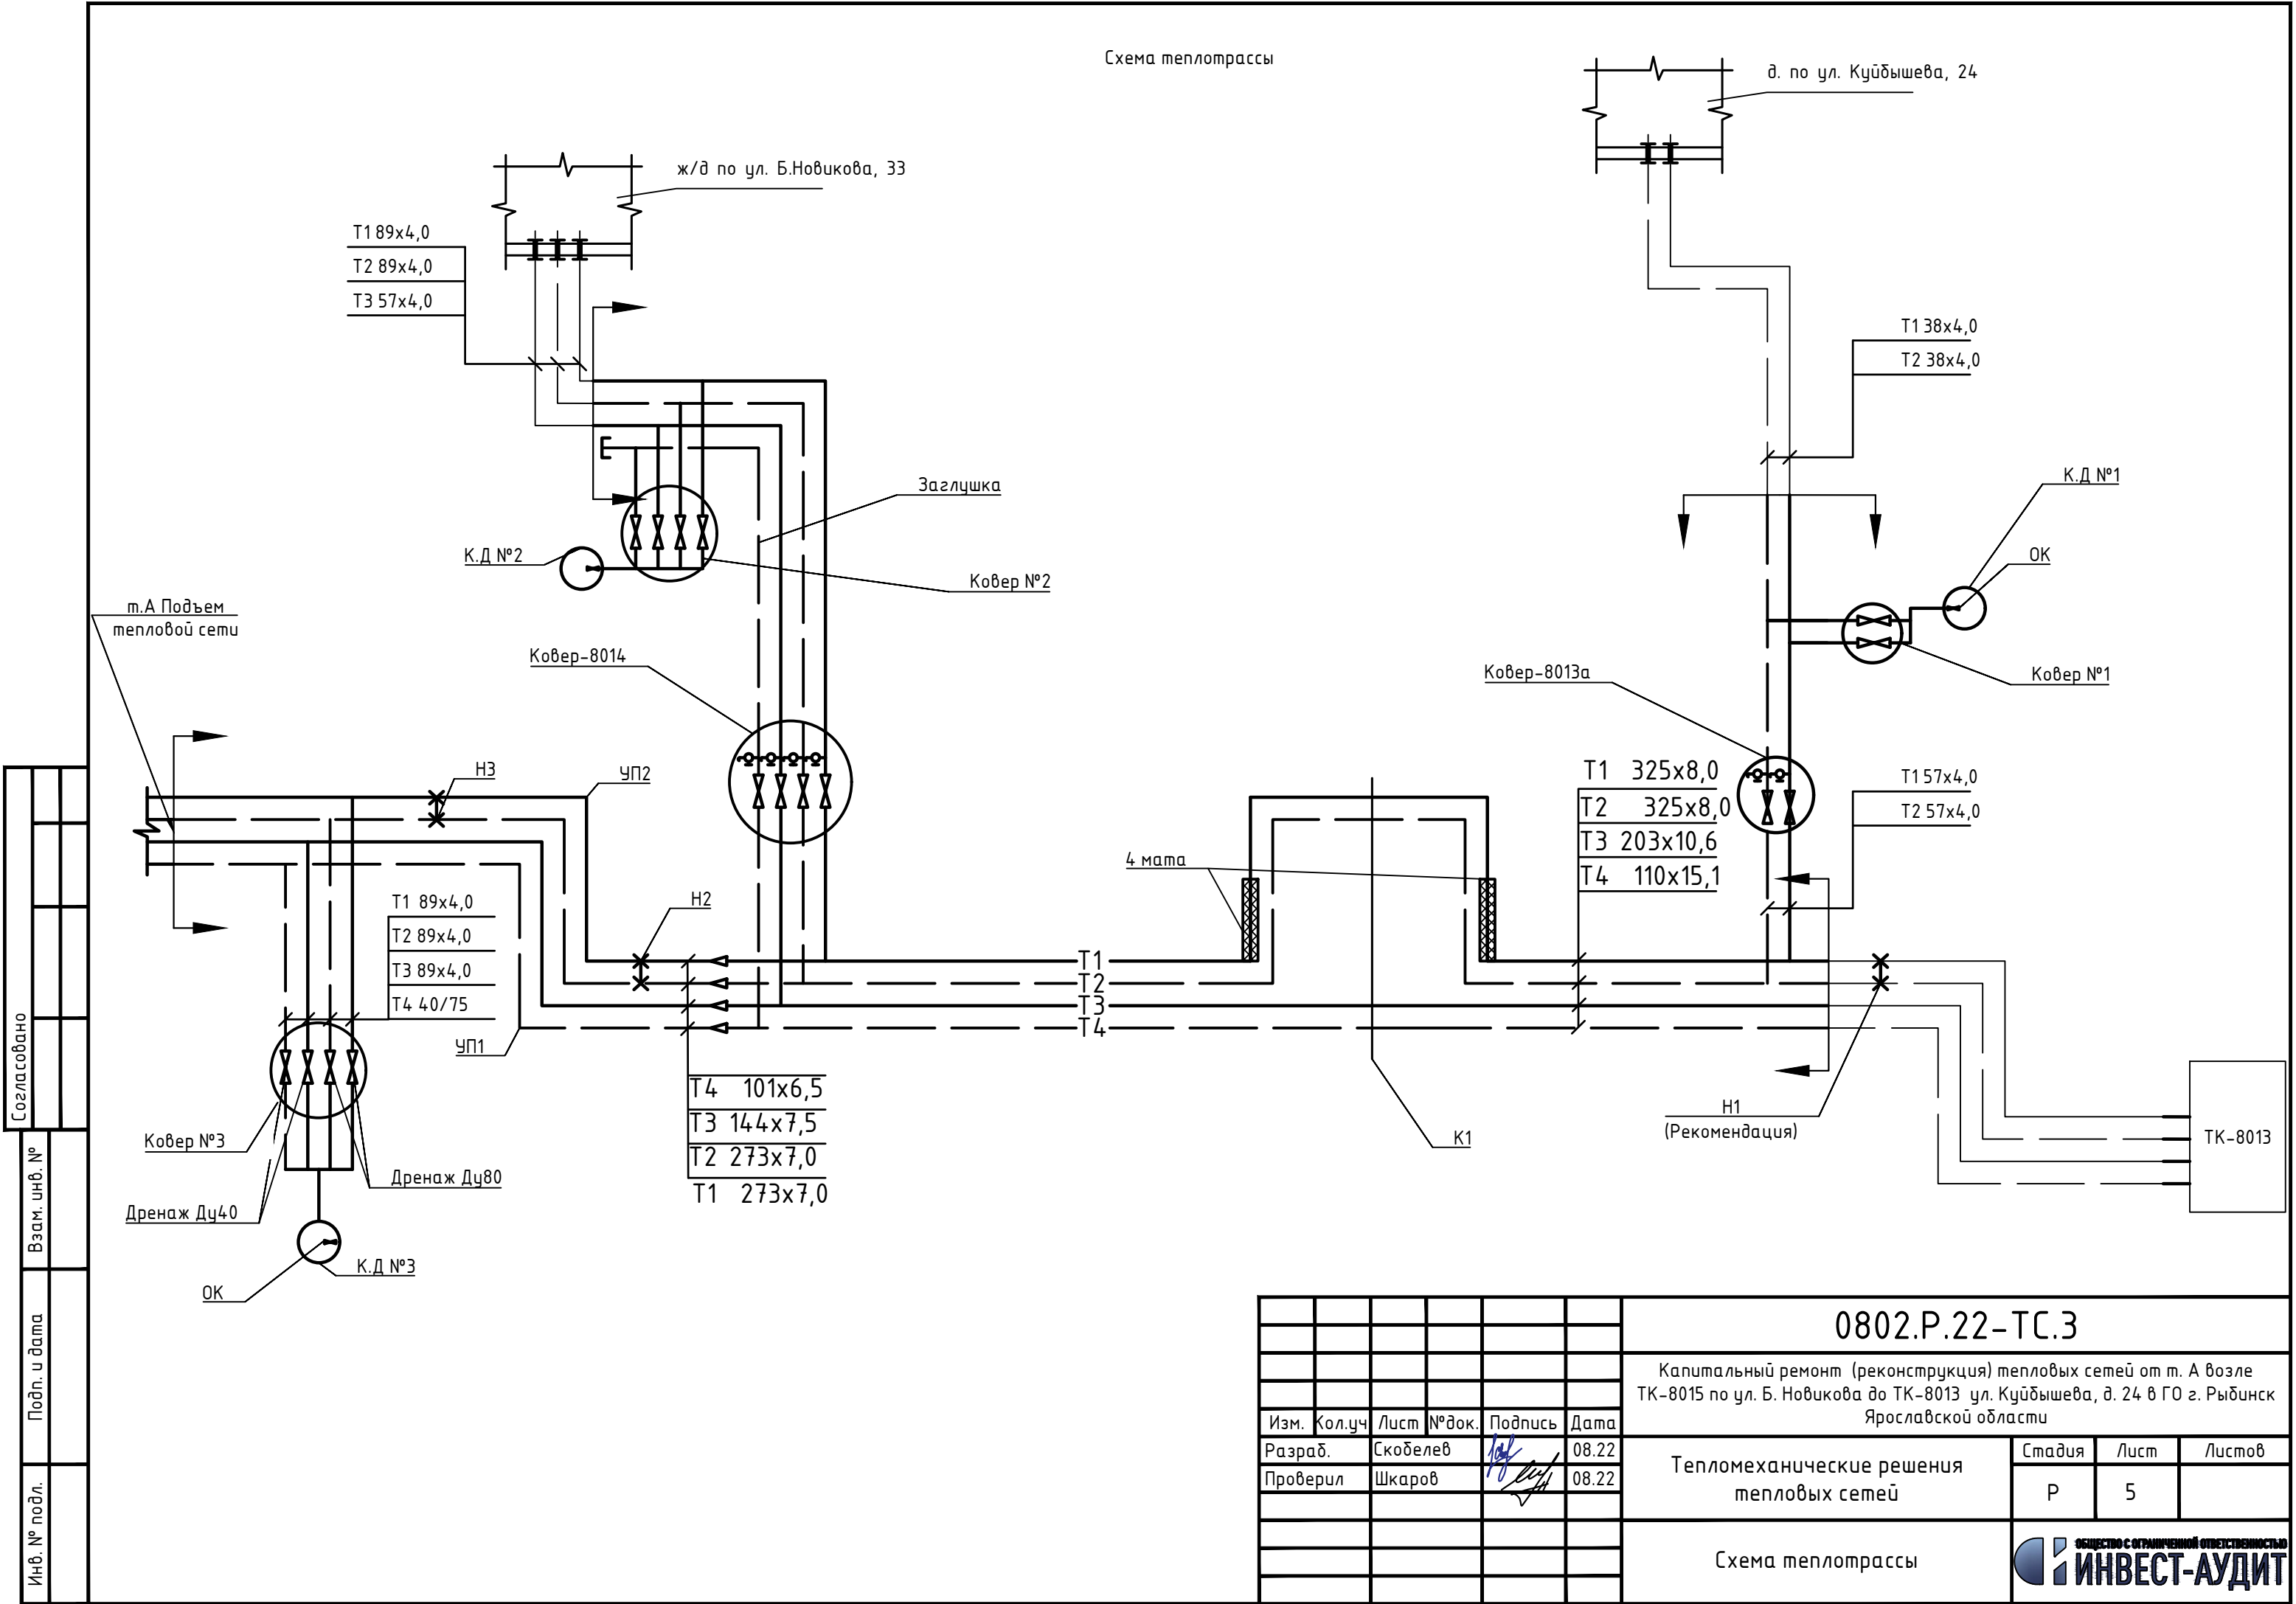 Схема теплотрассы
д. по ул. Куйбышева, 24
ж/д по ул. Б.Новикова, 33
Т1 89х4,0
Т2 89х4,0
Т3 57х4,0
Т1 38х4,0
Т2 38х4,0
К.Д №1
ОК
Ковер №1
Заглушка
К.Д №2
Ковер №2
т.А Подъем
тепловой сети
Ковер-8014
Ковер-8013а
Н3
УП2
Т1 325х8,0
Т2 325х8,0
Т3 203х10,6
Т4 110х15,1
Т1 57х4,0
Т2 57х4,0
4 мата
Т1 89х4,0
Т2 89х4,0
Т3 89х4,0
Т4 40/75
Н2
Т1
Т2
Т3
Т4
УП1
Т4 101х6,5
Т3 144х7,5
Т2 273х7,0
Т1 273х7,0
К1
Н1
(Рекомендация)
ТК-8013
Ковер №3
Дренаж Ду80
Дренаж Ду40
К.Д №3
ОК
Согласовано
Взам. инв. №
Подп. и дата
Инв. № подл.
0802.Р.22-ТС.3
Капитальный ремонт (реконструкция) тепловых сетей от т. А возле
ТК-8015 по ул. Б. Новикова до ТК-8013 ул. Куйбышева, д. 24 в ГО г. Рыбинск
Ярославской области
Изм. Кол.уч Лист №док. Подпись Дата
Разраб. Скобелев 08.22
Проверил Шкаров 08.22
Тепломеханические решения
тепловых сетей
Стадия Лист Листов
Р 5
Схема теплотрассы
ОБЩЕСТВО С ОГРАНИЧЕННОЙ ОТВЕТСТВЕННОСТЬЮ
ИНВЕСТ-АУДИТ